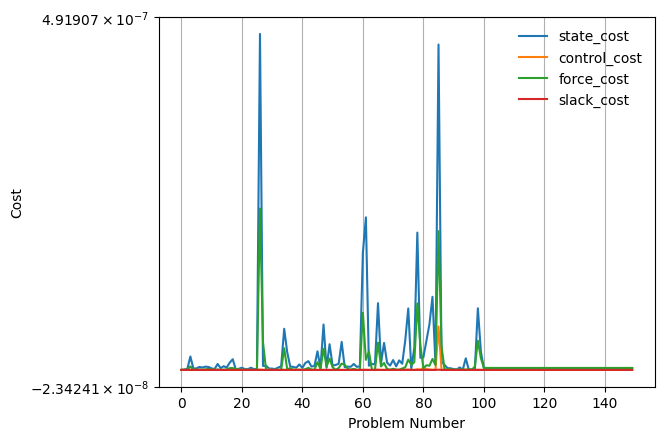 4.91907 × 10⁻⁷
state_cost
control_cost
force_cost
slack_cost
Cost
−2.34241 × 10⁻⁸
0 20 40 60 80 100 120 140
Problem Number